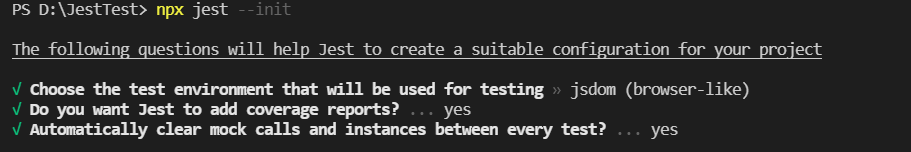 PS D:\JestTest> npx jest --init
The following questions will help Jest to create a suitable configuration for your project
√ Choose the test environment that will be used for testing » jsdom (browser-like)
√ Do you want Jest to add coverage reports? ... yes
√ Automatically clear mock calls and instances between every test? ... yes